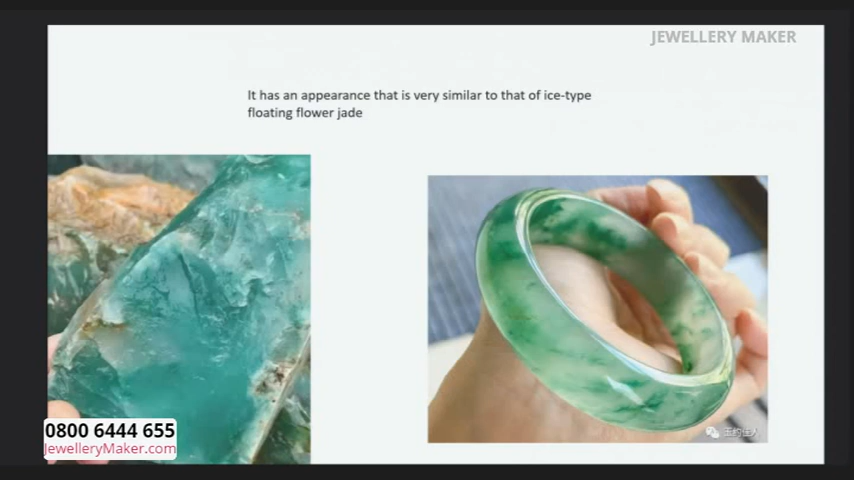 JEWELLERY MAKER
It has an appearance that is very similar to that of ice-type
floating flower jade
0800 6444 655
JewelleryMaker.com